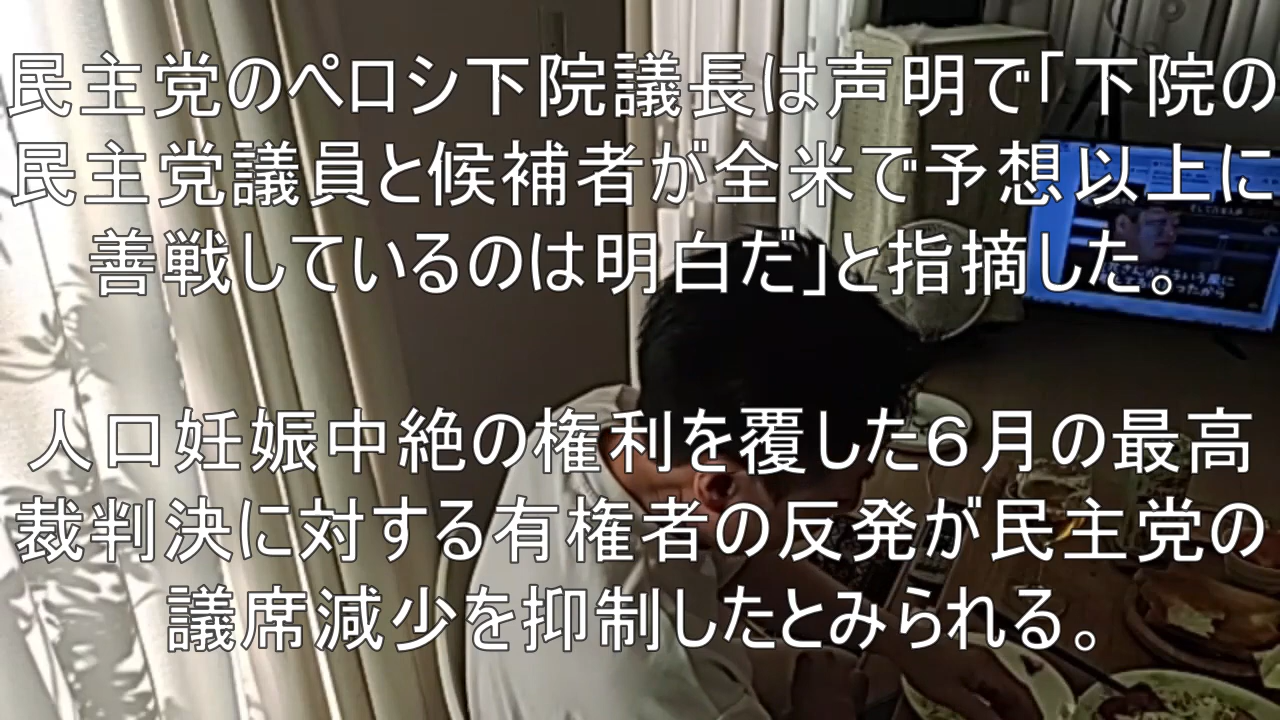 民主党のペロシ下院議長は声明で｢下院の
民主党議員と候補者が全米で予想以上に
善戦しているのは明白だ｣と指摘した。
人口妊娠中絶の権利を覆した６月の最高
裁判決に対する有権者の反発が民主党の
議席減少を抑制したとみられる。